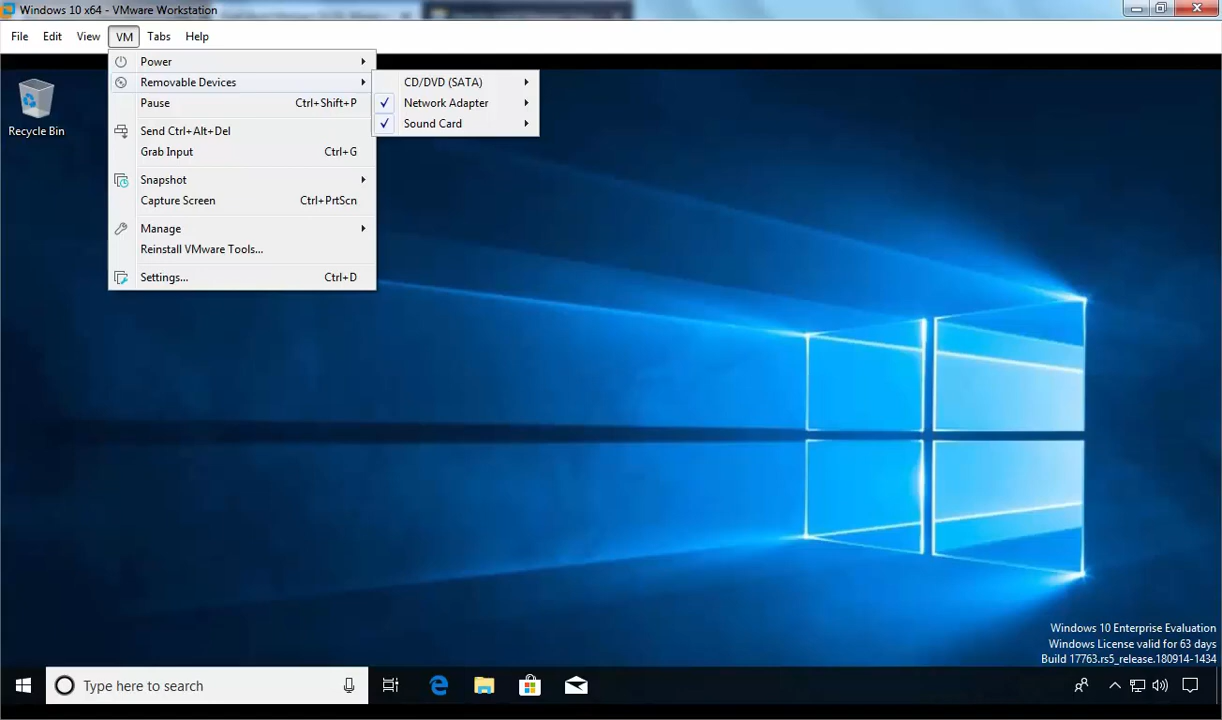 Windows 10 x64 - VMware Workstation
File Edit View VM Tabs Help
Power
Removable Devices
Pause Ctrl+Shift+P
Send Ctrl+Alt+Del
Grab Input Ctrl+G
Snapshot
Capture Screen Ctrl+PrtScn
Manage
Reinstall VMware Tools...
Settings... Ctrl+D
CD/DVD (SATA)
Network Adapter
Sound Card
Recycle Bin
Windows 10 Enterprise Evaluation
Windows License valid for 63 days
Build 17763.rs5_release.180914-1434
Type here to search